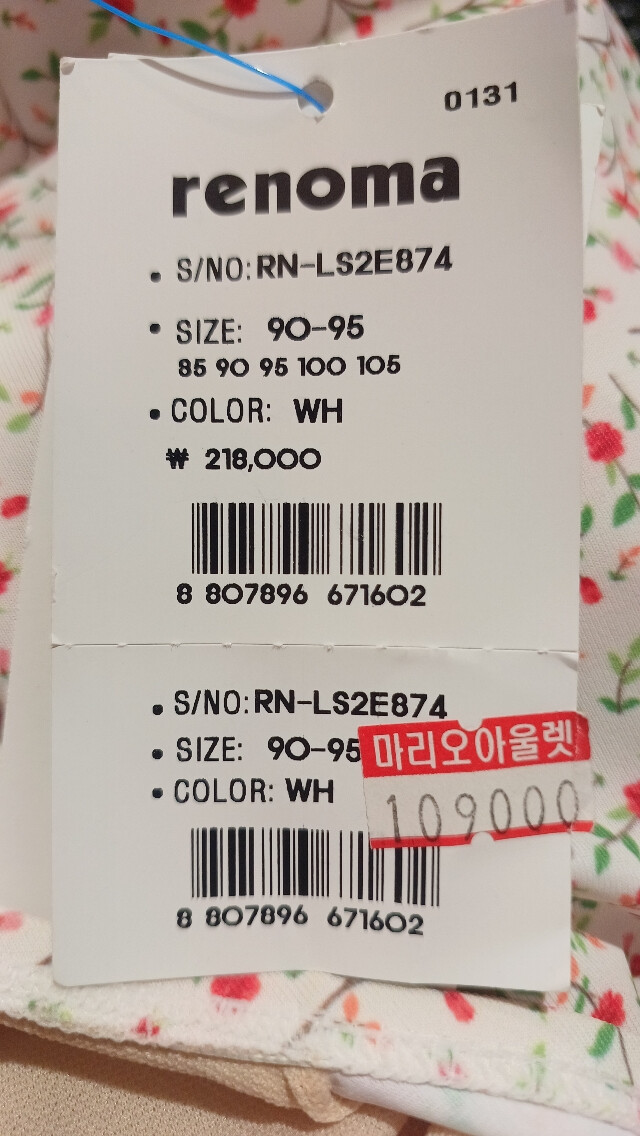 0131
renoma
• S/NO: RN-LS2E874
• SIZE: 90-95
85 90 95 100 105
• COLOR: WH
₩ 218,000
8 807896 671602
• S/NO: RN-LS2E874
• SIZE: 90-95
• COLOR: WH
마리오아울렛
109000
8 807896 671602